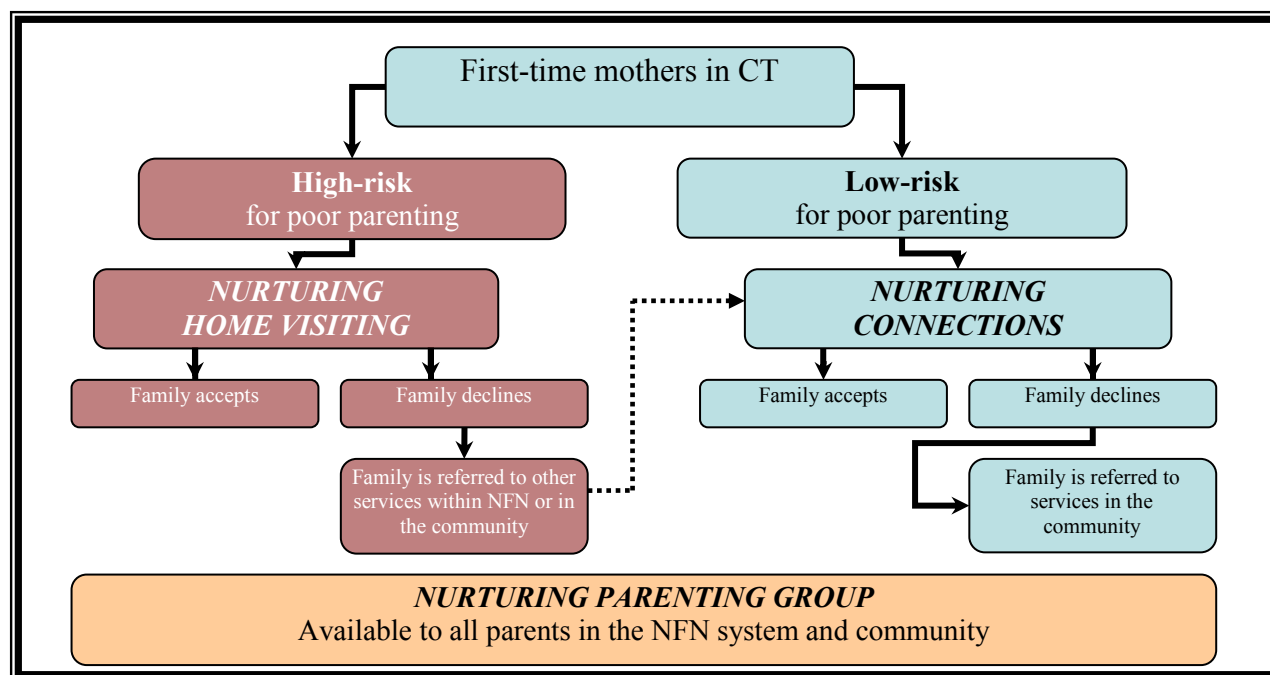 First-time mothers in CT
High-risk
for poor parenting
Low-risk
for poor parenting
NURTURING
HOME VISITING
NURTURING
CONNECTIONS
Family accepts
Family declines
Family accepts
Family declines
Family is referred to other
services within NFN or in
the community
Family is referred to
services in the
community
NURTURING PARENTING GROUP
Available to all parents in the NFN system and community